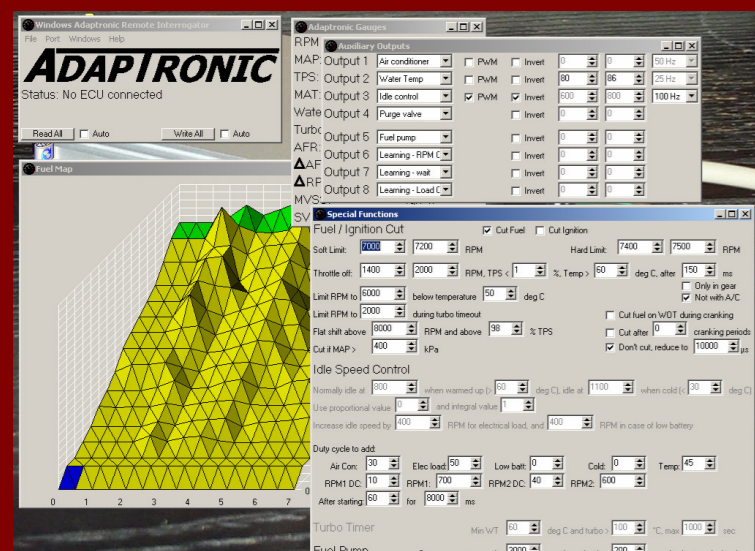 Windows Adaptronic Remote Interrogator
File Port Windows Help
ADAPTRONIC
Status: No ECU connected
Read All Auto Write All Auto
Adaptronic Gauges
RPM
MAP:
TPS:
MAT:
Wate
Turbo
AFR:
ΔAF
ΔRP
MVS
SV
Auxiliary Outputs
Output 1 Air conditioner PWM Invert 0 0 50 Hz
Output 2 Water Temp PWM Invert 80 86 25 Hz
Output 3 Idle control PWM Invert 600 800 100 Hz
Output 4 Purge valve Invert 0 0
Output 5 Fuel pump Invert 0 0
Output 6 Learning - RPM C Invert 0 0
Output 7 Learning - wait Invert 0 0
Output 8 Learning - Load C Invert 0 0
Fuel Map
0 1 2 3 4 5 6 7
Special Functions
Fuel / Ignition Cut Cut Fuel Cut Ignition
Soft Limit: 7000 7200 RPM Hard Limit: 7400 7500 RPM
Throttle off: 1400 2000 RPM, TPS < 1 %, Temp > 60 deg C, after 150 ms
Only in gear
Limit RPM to 6000 below temperature 50 deg C Not with A/C
Limit RPM to 2000 during turbo timeout Cut fuel on WOT during cranking
Flat shift above 8000 RPM and above 98 % TPS Cut after 0 cranking periods
Cut if MAP > 400 kPa Don't cut, reduce to 10000 µs
Idle Speed Control
Normally idle at 800 when warmed up (> 60 deg C), idle at 1100 when cold (< 30 deg C)
Use proportional value 0 and integral value 1
Increase idle speed by 400 RPM for electrical load, and 400 RPM in case of low battery
Duty cycle to add:
Air Con: 30 Elec load: 50 Low batt: 0 Cold: 0 Temp: 45
RPM1 DC: 10 RPM1: 700 RPM2 DC: 40 RPM2: 600
After starting: 60 for 8000 ms
Turbo Timer Min WT 60 deg C and turbo > 100 °C, max 1000 sec
Fuel Pump 2000 200